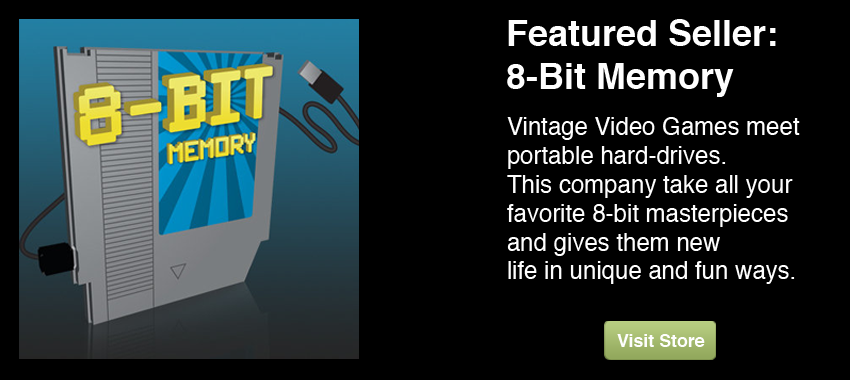 8-BIT
MEMORY
Featured Seller:
8-Bit Memory
Vintage Video Games meet
portable hard-drives.
This company take all your
favorite 8-bit masterpieces
and gives them new
life in unique and fun ways.
Visit Store